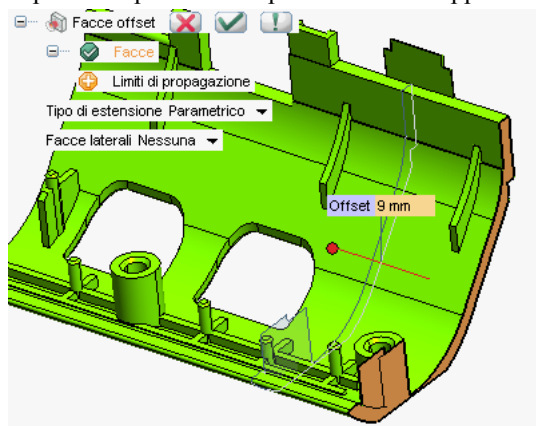 Facce offset
Facce
Limiti di propagazione
Tipo di estensione Parametrico
Facce laterali Nessuna
Offset 9 mm